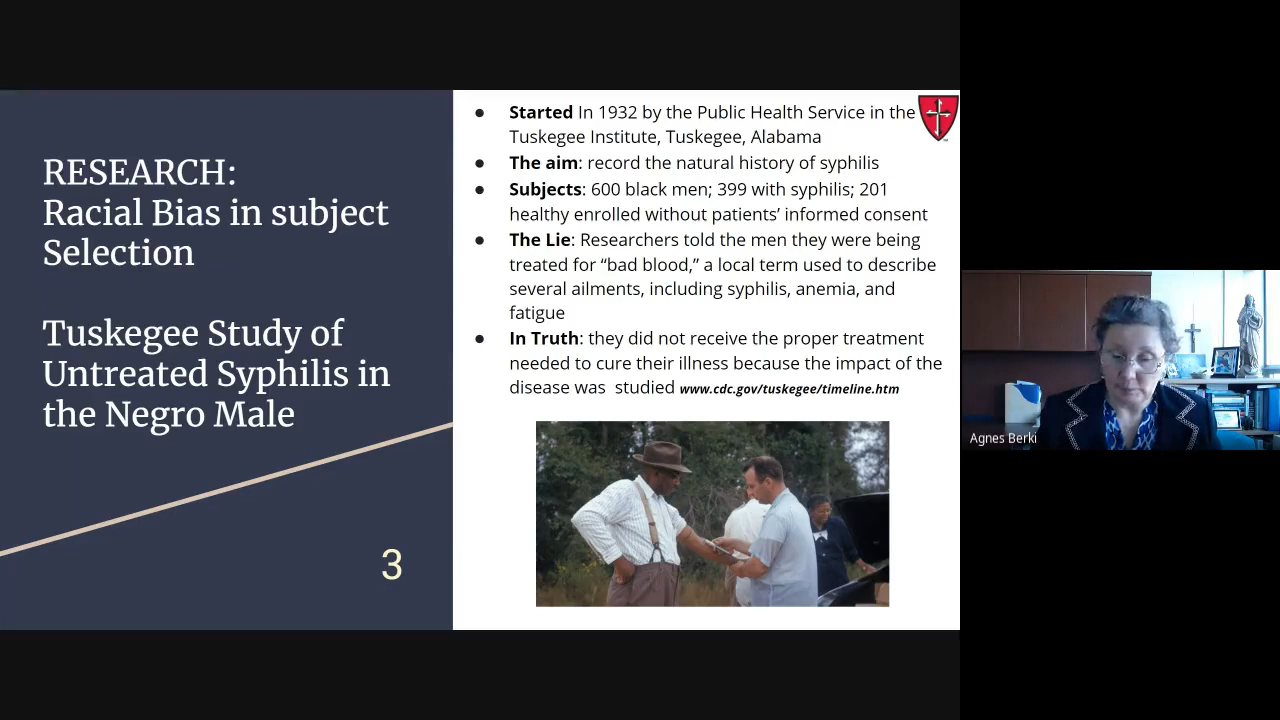 RESEARCH:
Racial Bias in subject
Selection
Tuskegee Study of
Untreated Syphilis in
the Negro Male
3
● Started In 1932 by the Public Health Service in the
Tuskegee Institute, Tuskegee, Alabama
● The aim: record the natural history of syphilis
● Subjects: 600 black men; 399 with syphilis; 201
healthy enrolled without patients’ informed consent
● The Lie: Researchers told the men they were being
treated for “bad blood,” a local term used to describe
several ailments, including syphilis, anemia, and
fatigue
● In Truth: they did not receive the proper treatment
needed to cure their illness because the impact of the
disease was studied www.cdc.gov/tuskegee/timeline.htm
Agnes Berki